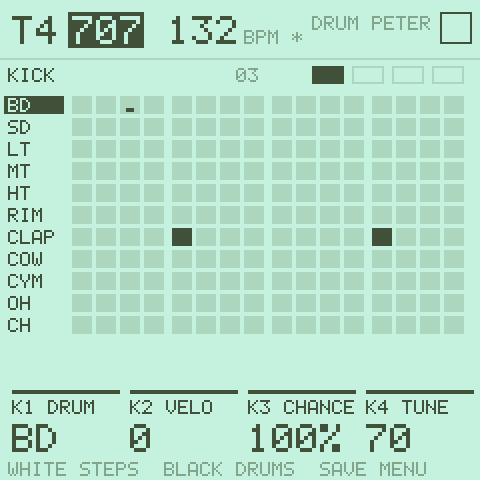 T4 707 132 BPM * DRUM PETER
KICK 03
BD
SD
LT
MT
HT
RIM
CLAP
COW
CYM
OH
CH
K1 DRUM K2 VELO K3 CHANCE K4 TUNE
BD 0 100% 70
WHITE STEPS BLACK DRUMS SAVE MENU